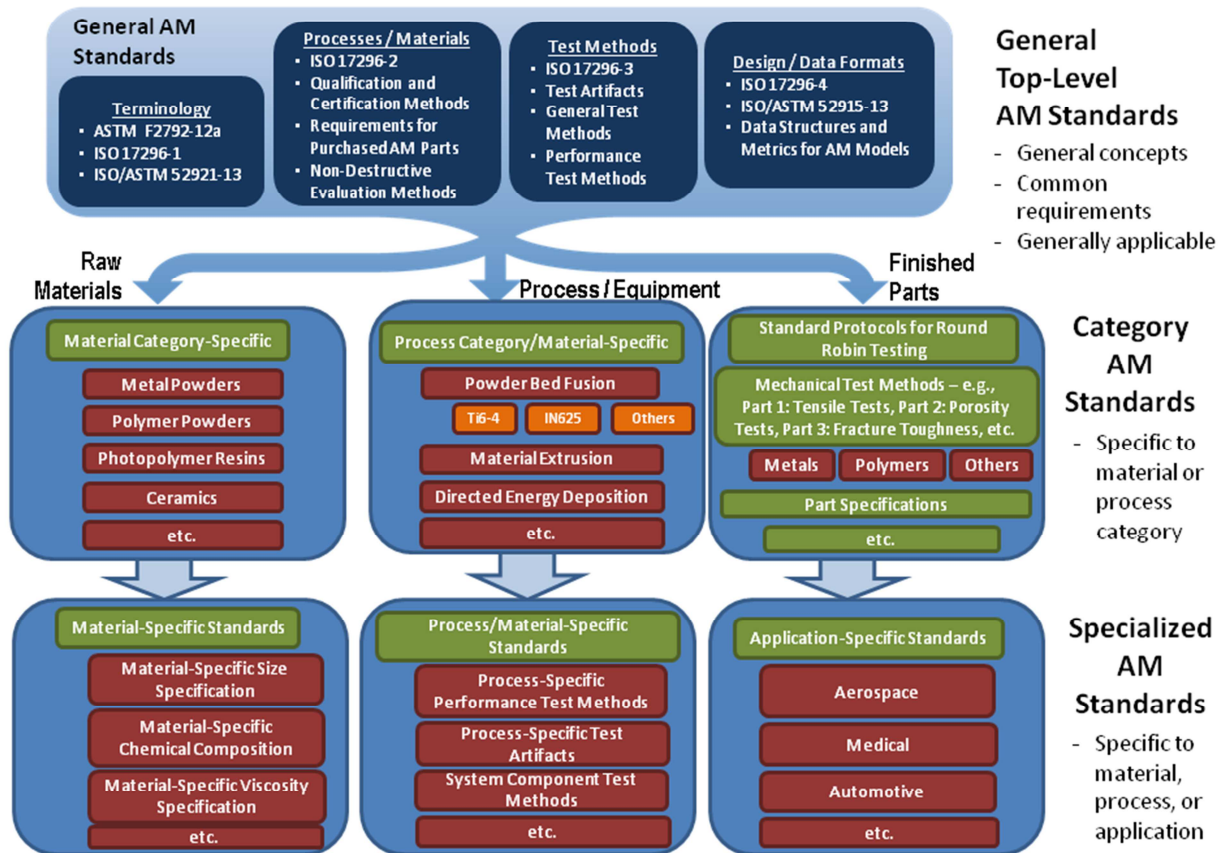 General AM
Standards
Terminology
▪ ASTM F2792-12a
▪ ISO 17296-1
▪ ISO/ASTM 52921-13
Processes / Materials
▪ ISO 17296-2
▪ Qualification and
Certification Methods
▪ Requirements for
Purchased AM Parts
▪ Non-Destructive
Evaluation Methods
Test Methods
▪ ISO 17296-3
▪ Test Artifacts
▪ General Test
Methods
▪ Performance
Test Methods
Design / Data Formats
▪ ISO 17296-4
▪ ISO/ASTM 52915-13
▪ Data Structures and
Metrics for AM Models
General
Top-Level
AM Standards
- General concepts
- Common
requirements
- Generally applicable
Raw
Materials
Process / Equipment
Finished
Parts
Material Category-Specific
Metal Powders
Polymer Powders
Photopolymer Resins
Ceramics
etc.
Process Category/Material-Specific
Powder Bed Fusion
Ti6-4
IN625
Others
Material Extrusion
Directed Energy Deposition
etc.
Standard Protocols for Round
Robin Testing
Mechanical Test Methods – e.g.,
Part 1: Tensile Tests, Part 2: Porosity
Tests, Part 3: Fracture Toughness, etc.
Metals
Polymers
Others
Part Specifications
etc.
Category
AM
Standards
- Specific to
material or
process
category
Material-Specific Standards
Material-Specific Size
Specification
Material-Specific
Chemical Composition
Material-Specific Viscosity
Specification
etc.
Process/Material-Specific
Standards
Process-Specific
Performance Test Methods
Process-Specific Test
Artifacts
System Component Test
Methods
etc.
Application-Specific Standards
Aerospace
Medical
Automotive
etc.
Specialized
AM
Standards
- Specific to
material,
process, or
application